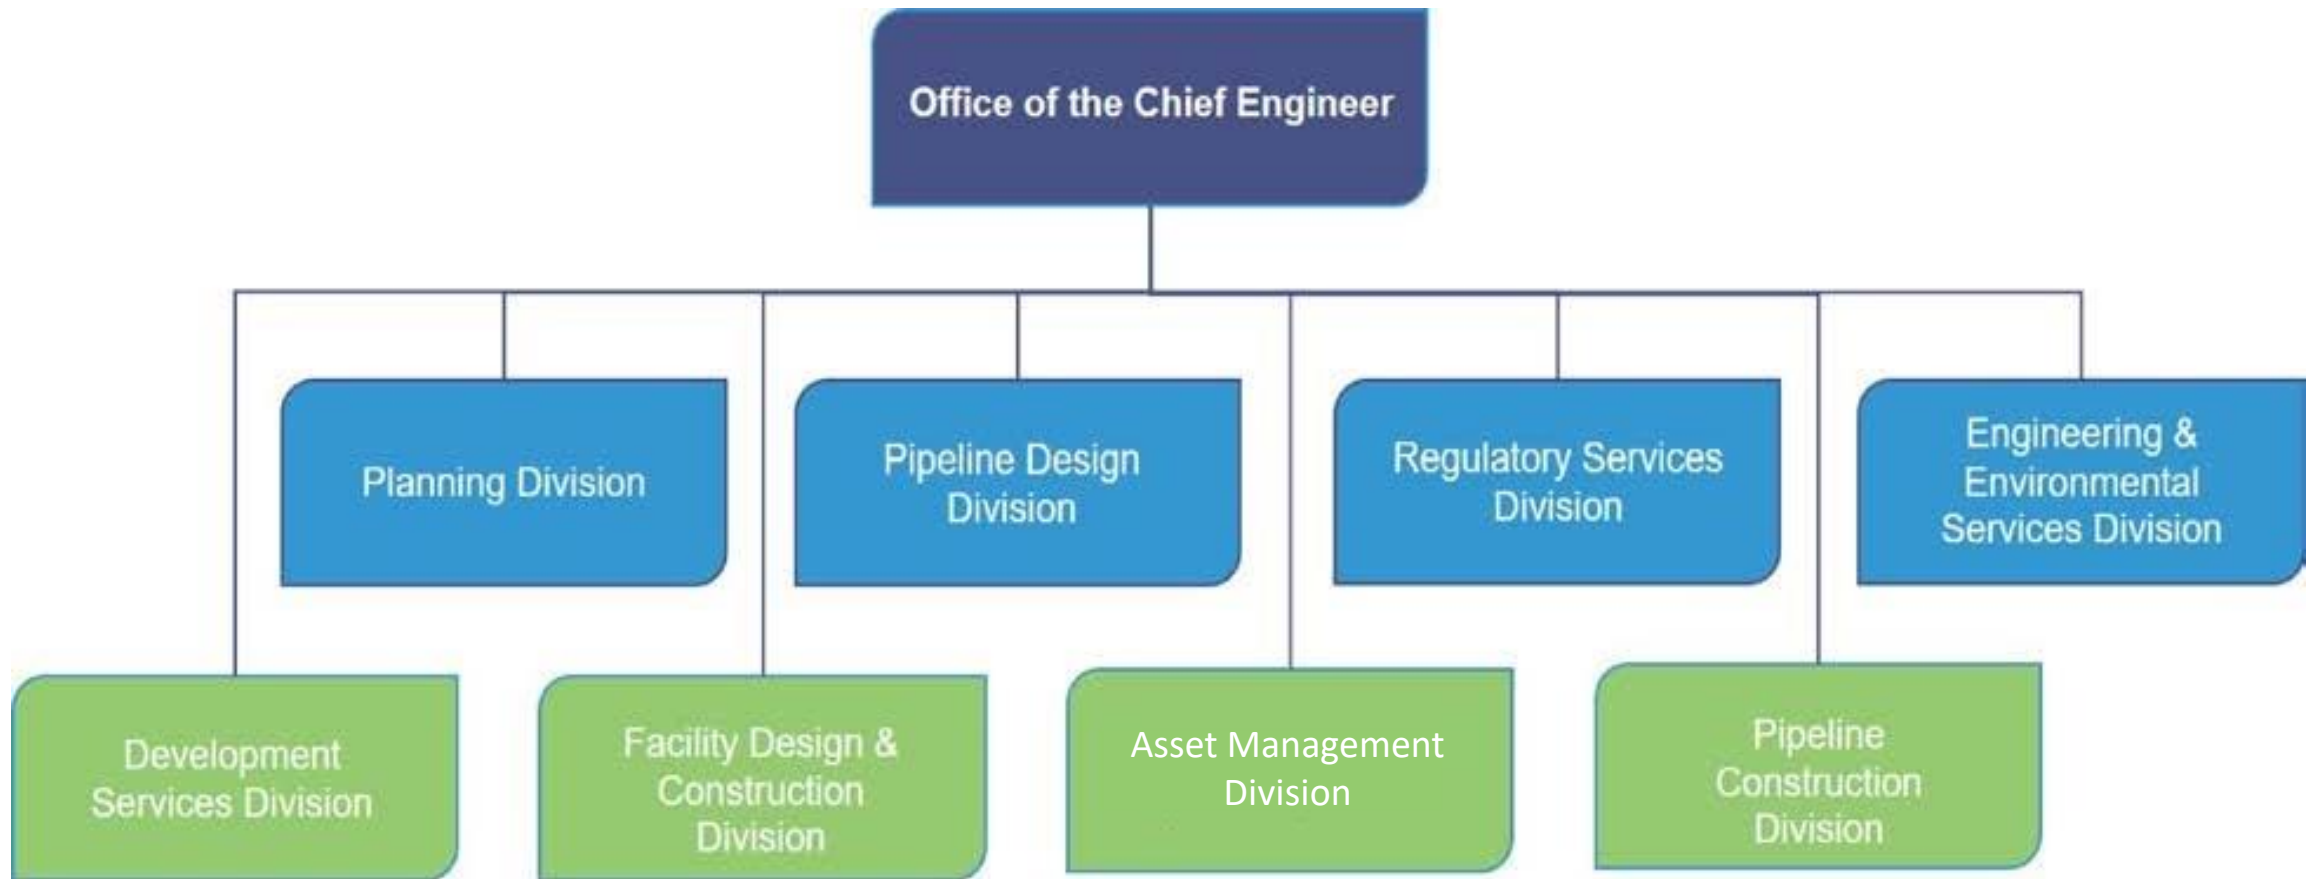 Office of the Chief Engineer
Planning Division
Pipeline Design
Division
Regulatory Services
Division
Engineering &
Environmental
Services Division
Development
Services Division
Facility Design &
Construction
Division
Asset Management
Division
Pipeline
Construction
Division